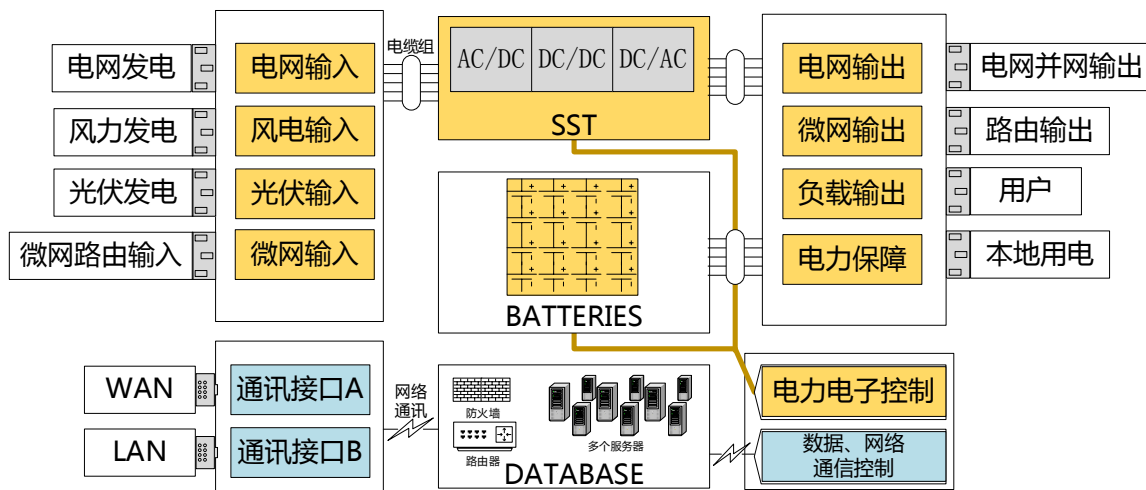 电网发电
风力发电
光伏发电
微网路由输入
电网输入
风电输入
光伏输入
微网输入
电缆组
AC/DC
DC/DC
DC/AC
SST
BATTERIES
电网输出
微网输出
负载输出
电力保障
电网并网输出
路由输出
用户
本地用电
WAN
LAN
通讯接口A
通讯接口B
网络
通讯
防火墙
路由器
多个服务器
DATABASE
电力电子控制
数据、网络
通信控制